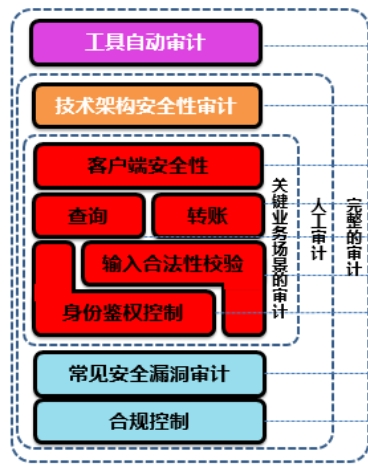 工具自动审计
技术架构安全性审计
客户端安全性
查询
转账
输入合法性校验
身份鉴权控制
常见安全漏洞审计
合规控制
关键业务场景的审计
人工审计
完整的审计